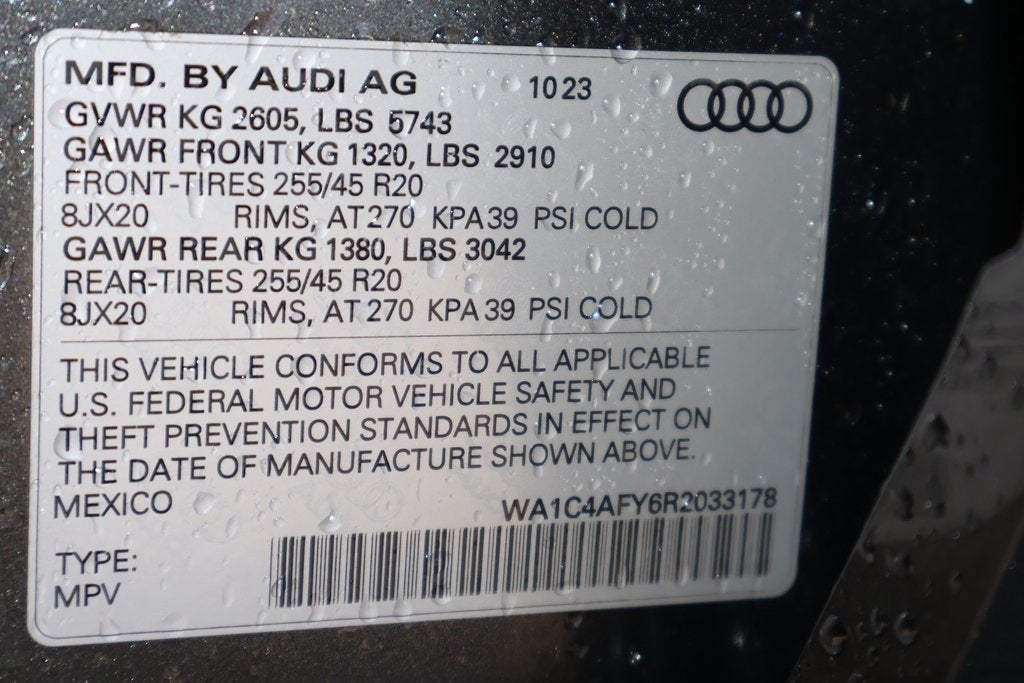 MFD. BY AUDI AG 10 23
GVWR KG 2605, LBS 5743
GAWR FRONT KG 1320, LBS 2910
FRONT-TIRES 255/45 R20
8JX20 RIMS, AT 270 KPA 39 PSI COLD
GAWR REAR KG 1380, LBS 3042
REAR-TIRES 255/45 R20
8JX20 RIMS, AT 270 KPA 39 PSI COLD
THIS VEHICLE CONFORMS TO ALL APPLICABLE
U.S. FEDERAL MOTOR VEHICLE SAFETY AND
THEFT PREVENTION STANDARDS IN EFFECT ON
THE DATE OF MANUFACTURE SHOWN ABOVE.
MEXICO WA1C4AFY6R2033178
TYPE:
MPV